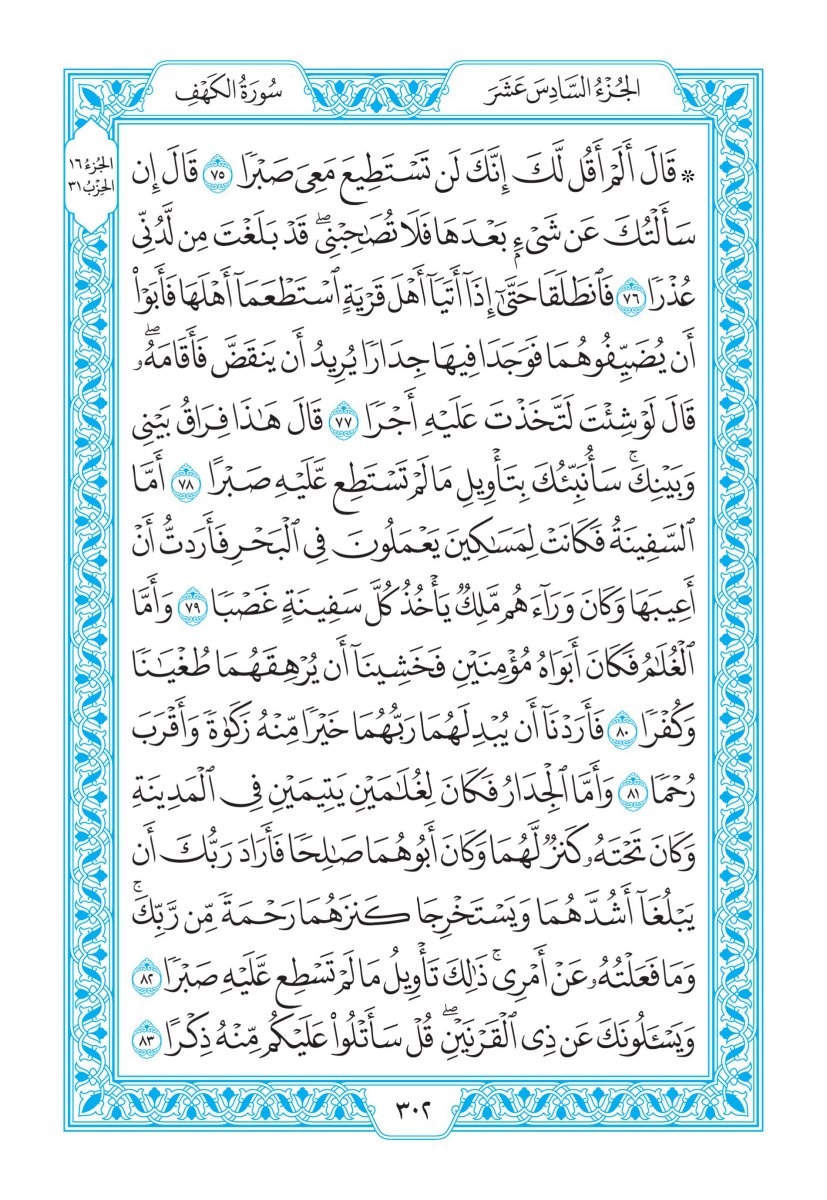 الجُزْءُ السَّادِسَ عَشَرَ
سُورَةُ الكَهْفِ
الجُزءُ ١٦
الحِزْبُ ٣١
۞ قَالَ أَلَمْ أَقُل لَّكَ إِنَّكَ لَن تَسْتَطِيعَ مَعِىَ صَبْرًا ٧٥ قَالَ إِن
سَأَلْتُكَ عَن شَىْءٍۭ بَعْدَهَا فَلَا تُصَٰحِبْنِىۖ قَدْ بَلَغْتَ مِن لَّدُنِّى
عُذْرًا ٧٦ فَٱنطَلَقَا حَتَّىٰٓ إِذَآ أَتَيَآ أَهْلَ قَرْيَةٍ ٱسْتَطْعَمَآ أَهْلَهَا فَأَبَوْا۟
أَن يُضَيِّفُوهُمَا فَوَجَدَا فِيهَا جِدَارًا يُرِيدُ أَن يَنقَضَّ فَأَقَامَهُۥۖ
قَالَ لَوْ شِئْتَ لَتَّخَذْتَ عَلَيْهِ أَجْرًا ٧٧ قَالَ هَٰذَا فِرَاقُ بَيْنِى
وَبَيْنِكَۚ سَأُنَبِّئُكَ بِتَأْوِيلِ مَا لَمْ تَسْتَطِع عَّلَيْهِ صَبْرًا ٧٨ أَمَّا
ٱلسَّفِينَةُ فَكَانَتْ لِمَسَٰكِينَ يَعْمَلُونَ فِى ٱلْبَحْرِ فَأَرَدتُّ أَنْ
أَعِيبَهَا وَكَانَ وَرَآءَهُم مَّلِكٌ يَأْخُذُ كُلَّ سَفِينَةٍ غَصْبًا ٧٩ وَأَمَّا
ٱلْغُلَٰمُ فَكَانَ أَبَوَاهُ مُؤْمِنَيْنِ فَخَشِينَآ أَن يُرْهِقَهُمَا طُغْيَٰنًا
وَكُفْرًا ٨٠ فَأَرَدْنَآ أَن يُبْدِلَهُمَا رَبُّهُمَا خَيْرًا مِّنْهُ زَكَوٰةً وَأَقْرَبَ
رُحْمًا ٨١ وَأَمَّا ٱلْجِدَارُ فَكَانَ لِغُلَٰمَيْنِ يَتِيمَيْنِ فِى ٱلْمَدِينَةِ
وَكَانَ تَحْتَهُۥ كَنزٌ لَّهُمَا وَكَانَ أَبُوهُمَا صَٰلِحًا فَأَرَادَ رَبُّكَ أَن
يَبْلُغَآ أَشُدَّهُمَا وَيَسْتَخْرِجَا كَنزَهُمَا رَحْمَةً مِّن رَّبِّكَۚ
وَمَا فَعَلْتُهُۥ عَنْ أَمْرِىۚ ذَٰلِكَ تَأْوِيلُ مَا لَمْ تَسْطِع عَّلَيْهِ صَبْرًا ٨٢
وَيَسْـَٔلُونَكَ عَن ذِى ٱلْقَرْنَيْنِۖ قُلْ سَأَتْلُوا۟ عَلَيْكُم مِّنْهُ ذِكْرًا ٨٣
٣٠٢